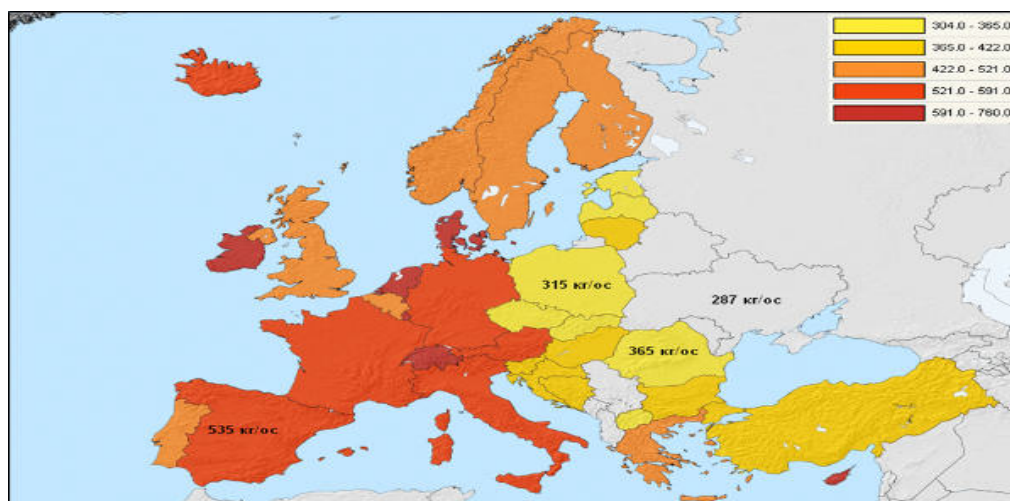 304.0 - 365.0
365.0 - 422.0
422.0 - 521.0
521.0 - 591.0
591.0 - 760.0
315 кг/ос
287 кг/ос
365 кг/ос
535 кг/ос